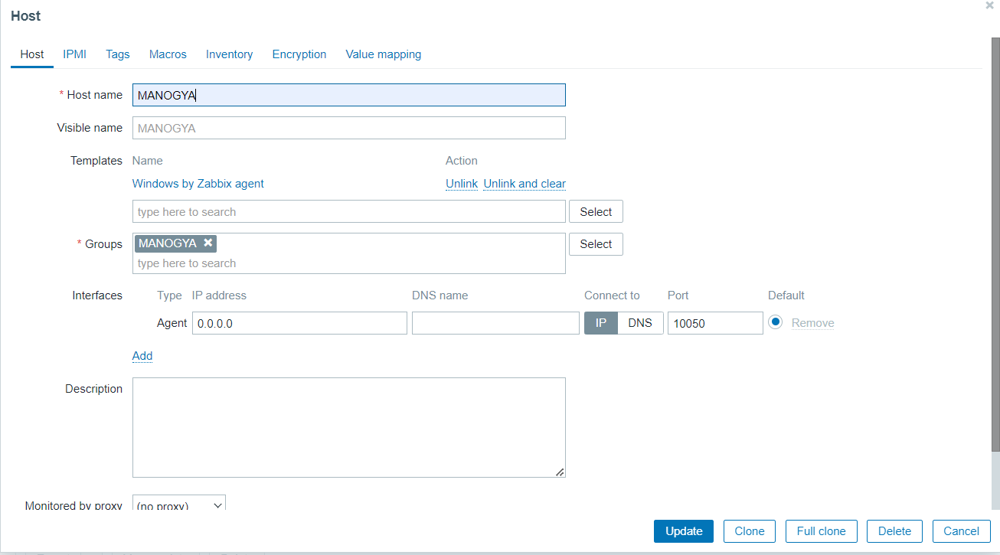 Host
Host IPMI Tags Macros Inventory Encryption Value mapping
* Host name MANOGYA
Visible name MANOGYA
Templates Name Action
Windows by Zabbix agent Unlink Unlink and clear
type here to search Select
* Groups MANOGYA Select
type here to search
Interfaces Type IP address DNS name Connect to Port Default
Agent 0.0.0.0 IP DNS 10050 Remove
Add
Description
Monitored by proxy (no proxy)
Update Clone Full clone Delete Cancel